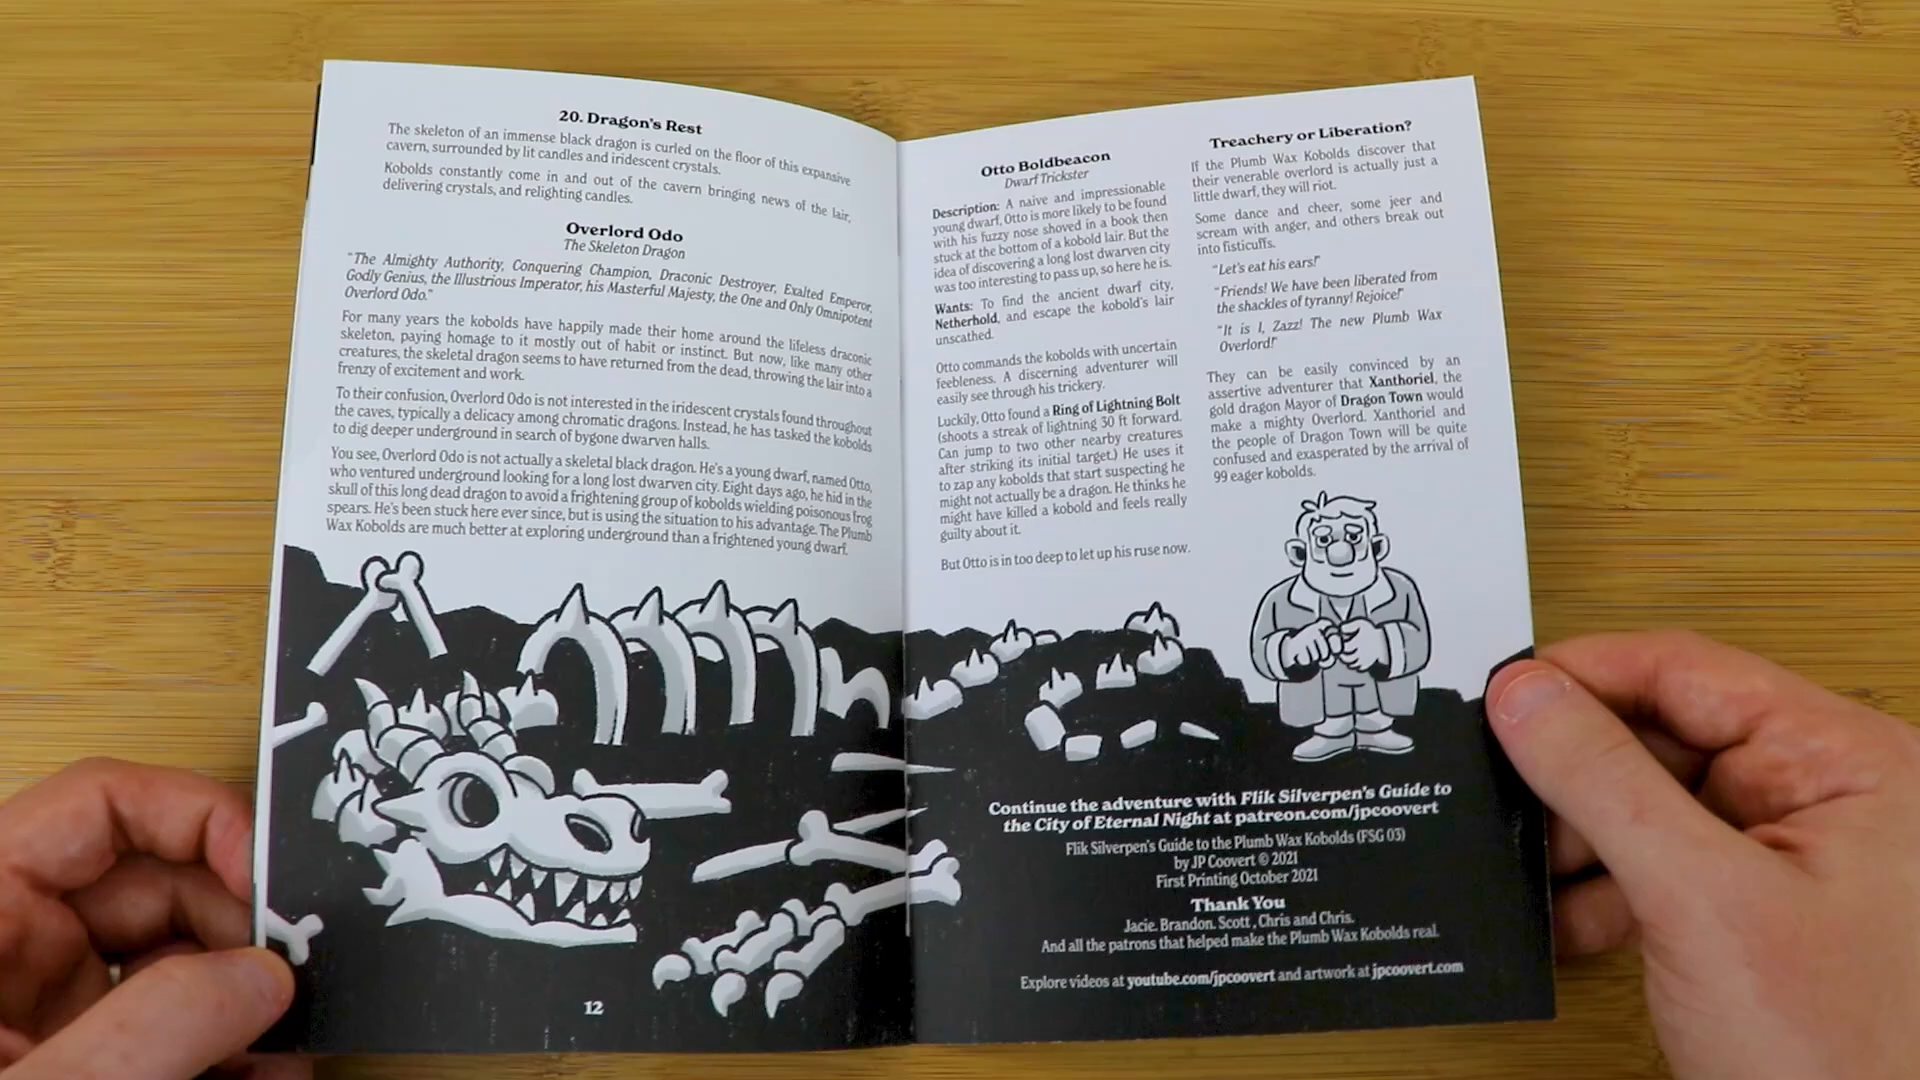 20. Dragon's Rest
The skeleton of an immense black dragon is curled on the floor of this expansive
cavern, surrounded by lit candles and iridescent crystals.
Kobolds constantly come in and out of the cavern bringing news of the lair,
delivering crystals, and relighting candles.
Overlord Odo
The Skeleton Dragon
"The Almighty Authority, Conquering Champion, Draconic Destroyer, Exalted Emperor,
Godly Genius, the Illustrious Imperator, his Masterful Majesty, the One and Only Omnipotent
Overlord Odo."
For many years the kobolds have happily made their home around the lifeless draconic
skeleton, paying homage to it mostly out of habit or instinct. But now, like many other
creatures, the skeletal dragon seems to have returned from the dead, throwing the lair into a
frenzy of excitement and work.
To their confusion, Overlord Odo is not interested in the iridescent crystals found throughout
the caves, typically a delicacy among chromatic dragons. Instead, he has tasked the kobolds
to dig deeper underground in search of bygone dwarven halls.
You see, Overlord Odo is not actually a skeletal black dragon. He's a young dwarf, named Otto,
who ventured underground looking for a long lost dwarven city. Eight days ago, he hid in the
skull of this long dead dragon to avoid a frightening group of kobolds wielding poisonous frog
spears. He's been stuck here ever since, but is using the situation to his advantage. The Plumb
Wax Kobolds are much better at exploring underground than a frightened young dwarf.
12
Otto Boldbeacon
Dwarf Trickster
Description: A naive and impressionable
young dwarf, Otto is more likely to be found
with his fuzzy nose shoved in a book then
stuck at the bottom of a kobold lair. But the
idea of discovering a long lost dwarven city
was too interesting to pass up, so here he is.
Wants: To find the ancient dwarf city,
Netherhold, and escape the kobold's lair
unscathed.
Otto commands the kobolds with uncertain
feebleness. A discerning adventurer will
easily see through his trickery.
Luckily, Otto found a Ring of Lightning Bolt
(shoots a streak of lightning 30 ft forward.
Can jump to two other nearby creatures
after striking its initial target.) He uses it
to zap any kobolds that start suspecting he
might not actually be a dragon. He thinks he
might have killed a kobold and feels really
guilty about it.
But Otto is in too deep to let up his ruse now.
Treachery or Liberation?
If the Plumb Wax Kobolds discover that
their venerable overlord is actually just a
little dwarf, they will riot.
Some dance and cheer, some jeer and
scream with anger, and others break out
into fisticuffs.
"Let's eat his ears!"
"Friends! We have been liberated from
the shackles of tyranny! Rejoice!"
"It is I, Zazz! The new Plumb Wax
Overlord!"
They can be easily convinced by an
assertive adventurer that Xanthoriel, the
gold dragon Mayor of Dragon Town would
make a mighty Overlord. Xanthoriel and
the people of Dragon Town will be quite
confused and exasperated by the arrival of
99 eager kobolds.
Continue the adventure with Flik Silverpen's Guide to
the City of Eternal Night at patreon.com/jpcoovert
Flik Silverpen's Guide to the Plumb Wax Kobolds (FSG 03)
by JP Coovert © 2021
First Printing October 2021
Thank You
Jacie. Brandon. Scott, Chris and Chris.
And all the patrons that helped make the Plumb Wax Kobolds real.
Explore videos at youtube.com/jpcoovert and artwork at jpcoovert.com